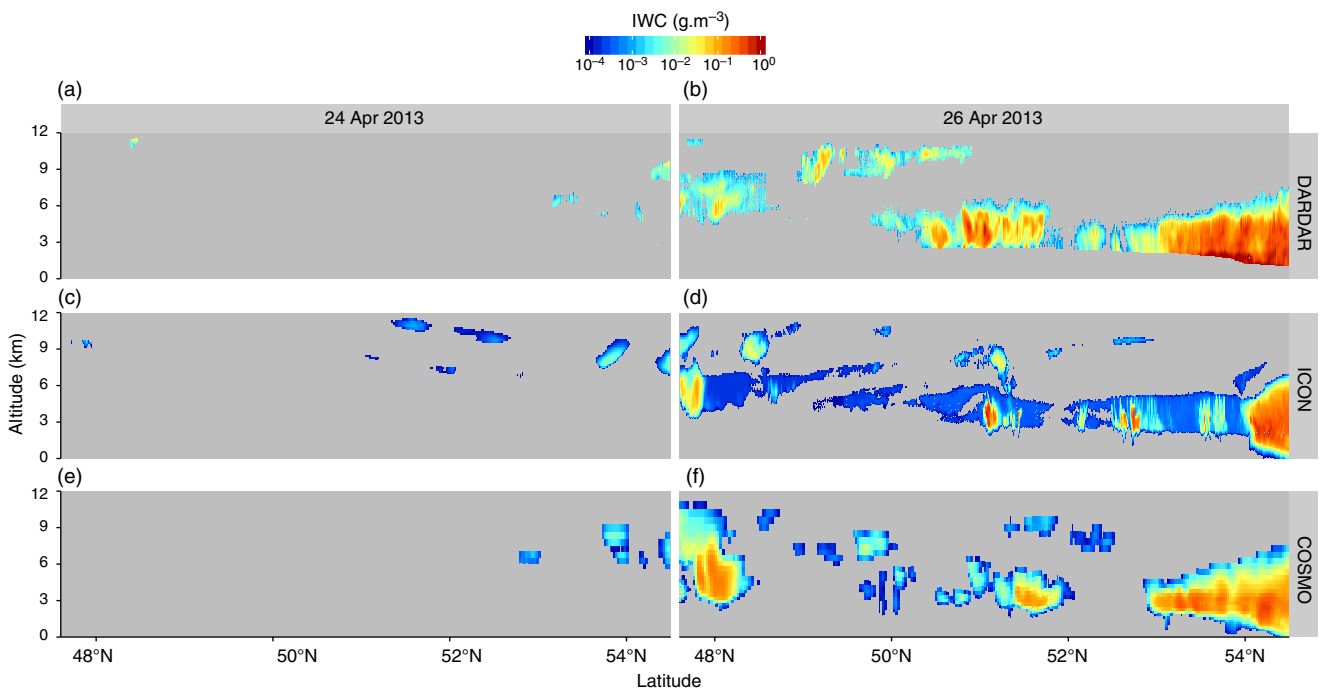 IWC (g.m⁻³)
10⁻⁴ 10⁻³ 10⁻² 10⁻¹ 10⁰
(a) (b)
24 Apr 2013 26 Apr 2013
12
9
6
3
0
DARDAR
(c) (d)
12
9
6
3
0
Altitude (km)
ICON
(e) (f)
12
9
6
3
0
COSMO
48°N 50°N 52°N 54°N 48°N 50°N 52°N 54°N
Latitude